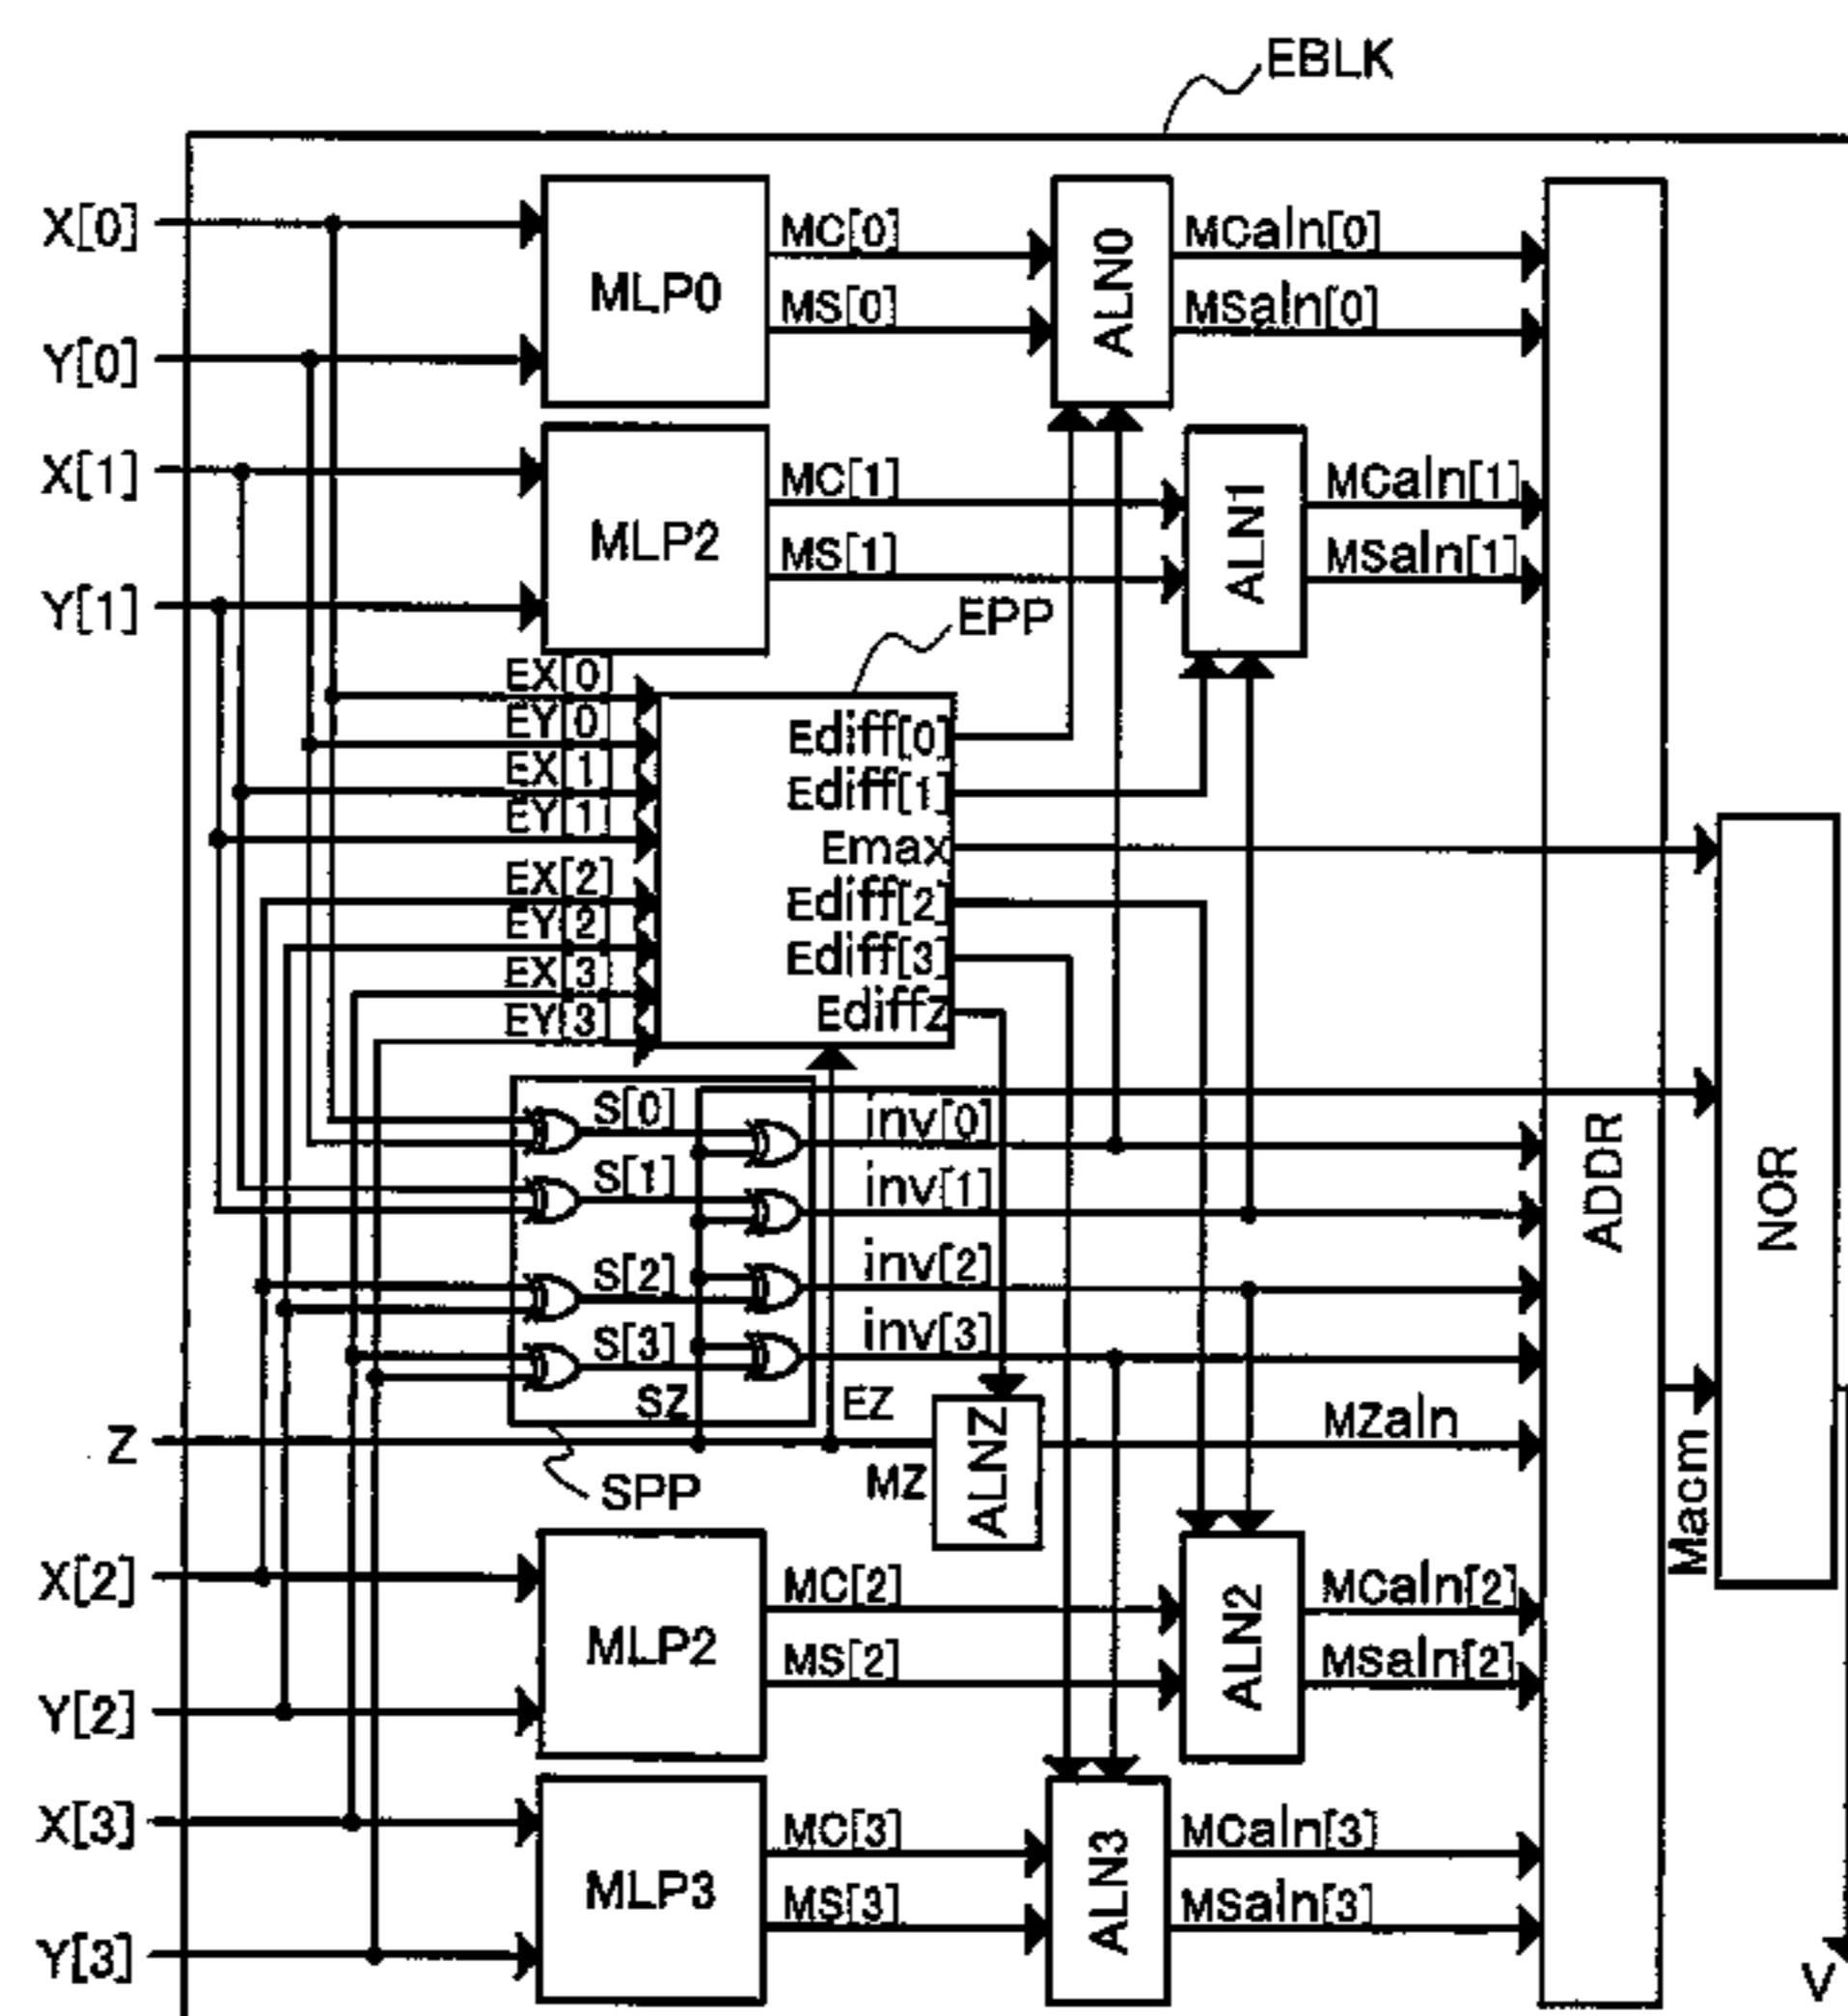 EBLK
X[0]
Y[0]
MLP0
MC[0]
MS[0]
ALN0
MCaln[0]
MSaln[0]
X[1]
Y[1]
MLP2
MC[1]
MS[1]
ALN1
MCaln[1]
MSaln[1]
EPP
EX[0]
EY[0]
EX[1]
EY[1]
EX[2]
EY[2]
EX[3]
EY[3]
Ediff[0]
Ediff[1]
Emax
Ediff[2]
Ediff[3]
Ediffz
S[0]
S[1]
S[2]
S[3]
SZ
inv[0]
inv[1]
inv[2]
inv[3]
EZ
ADDR
NOR
Z
SPP
MZ
ALNZ
MZaln
Macm
X[2]
Y[2]
MLP2
MC[2]
MS[2]
ALN2
MCaln[2]
MSaln[2]
X[3]
Y[3]
MLP3
MC[3]
MS[3]
ALN3
MCaln[3]
MSaln[3]
V